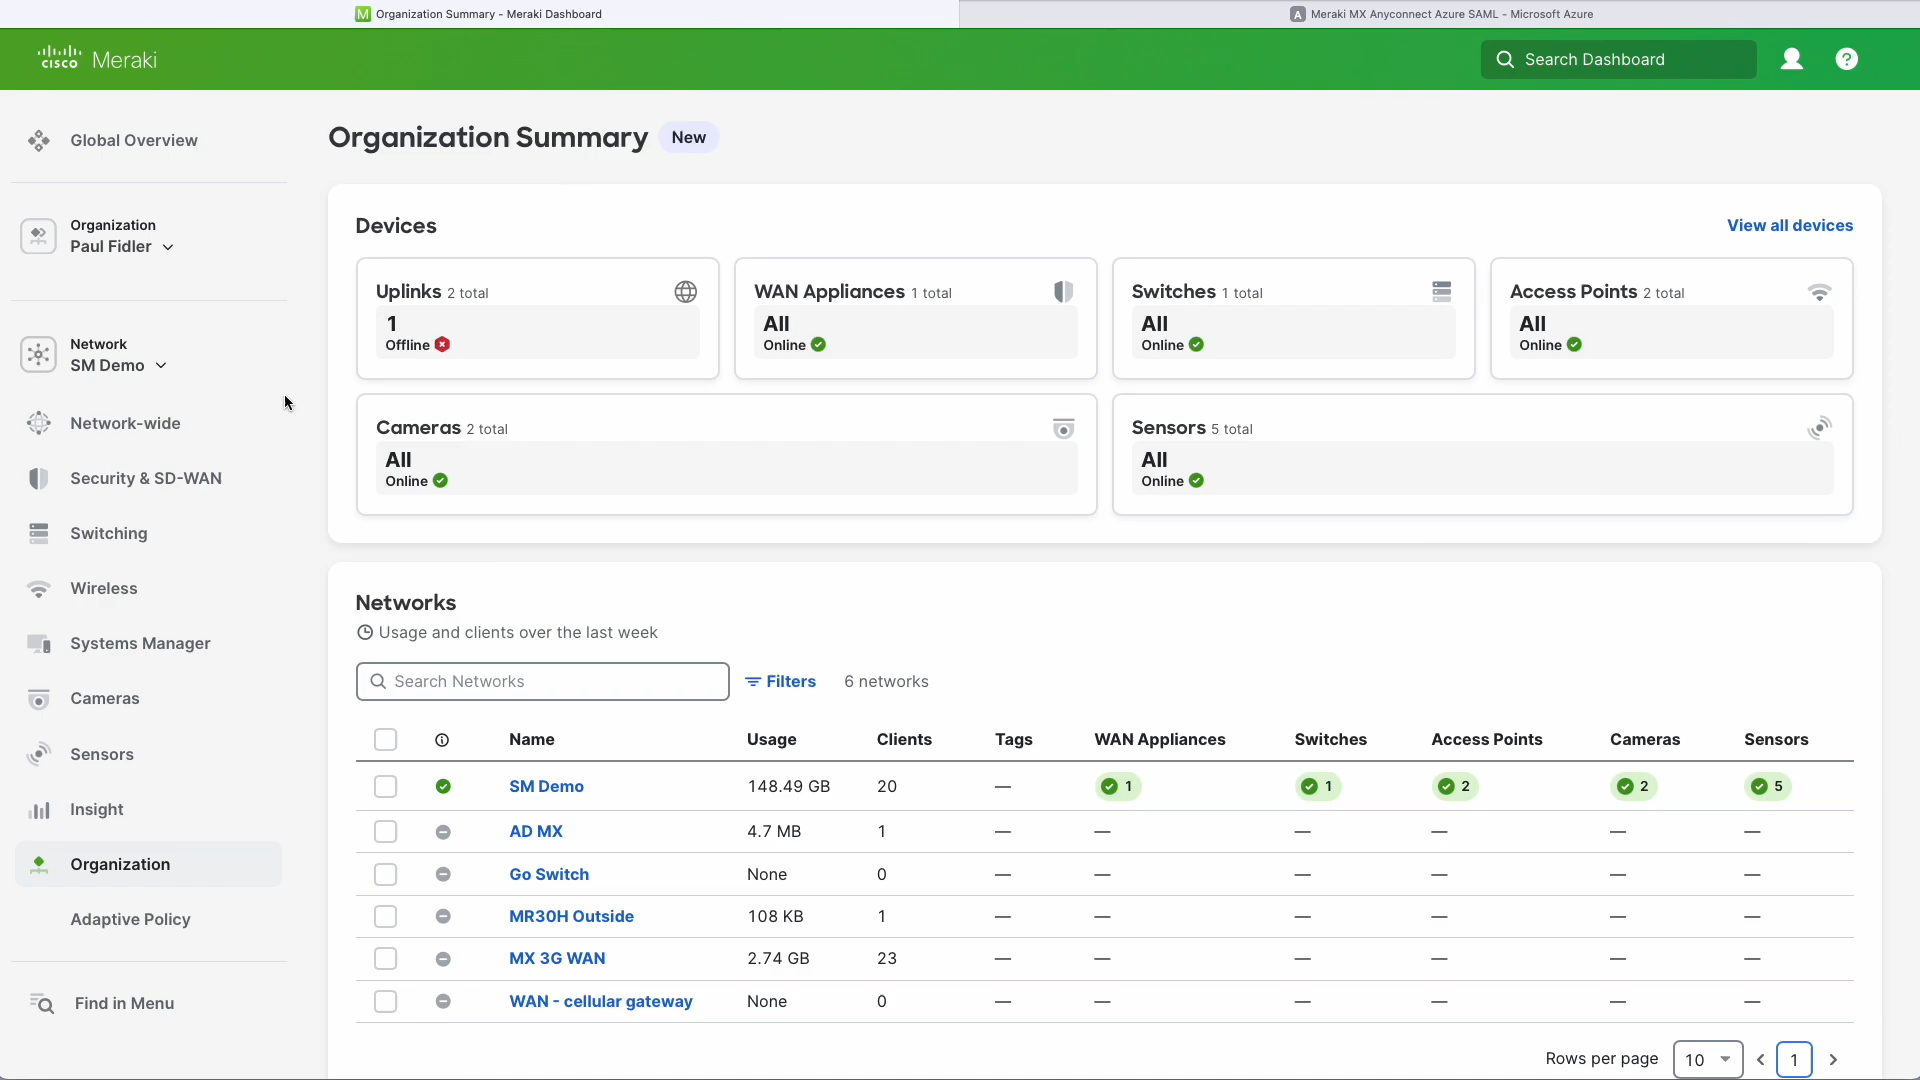 Organization Summary - Meraki Dashboard
Meraki MX Anyconnect Azure SAML - Microsoft Azure
cisco Meraki
Search Dashboard
Global Overview
Organization
Paul Fidler
Network
SM Demo
Network-wide
Security & SD-WAN
Switching
Wireless
Systems Manager
Cameras
Sensors
Insight
Organization
Adaptive Policy
Find in Menu
Organization Summary New
Devices
View all devices
Uplinks 2 total
1
Offline
WAN Appliances 1 total
All
Online
Switches 1 total
All
Online
Access Points 2 total
All
Online
Cameras 2 total
All
Online
Sensors 5 total
All
Online
Networks
Usage and clients over the last week
Search Networks
Filters
6 networks
Name Usage Clients Tags WAN Appliances Switches Access Points Cameras Sensors
SM Demo 148.49 GB 20 — 1 1 2 2 5
AD MX 4.7 MB 1 — — — — — —
Go Switch None 0 — — — — — —
MR30H Outside 108 KB 1 — — — — — —
MX 3G WAN 2.74 GB 23 — — — — — —
WAN - cellular gateway None 0 — — — — — —
Rows per page 10 1